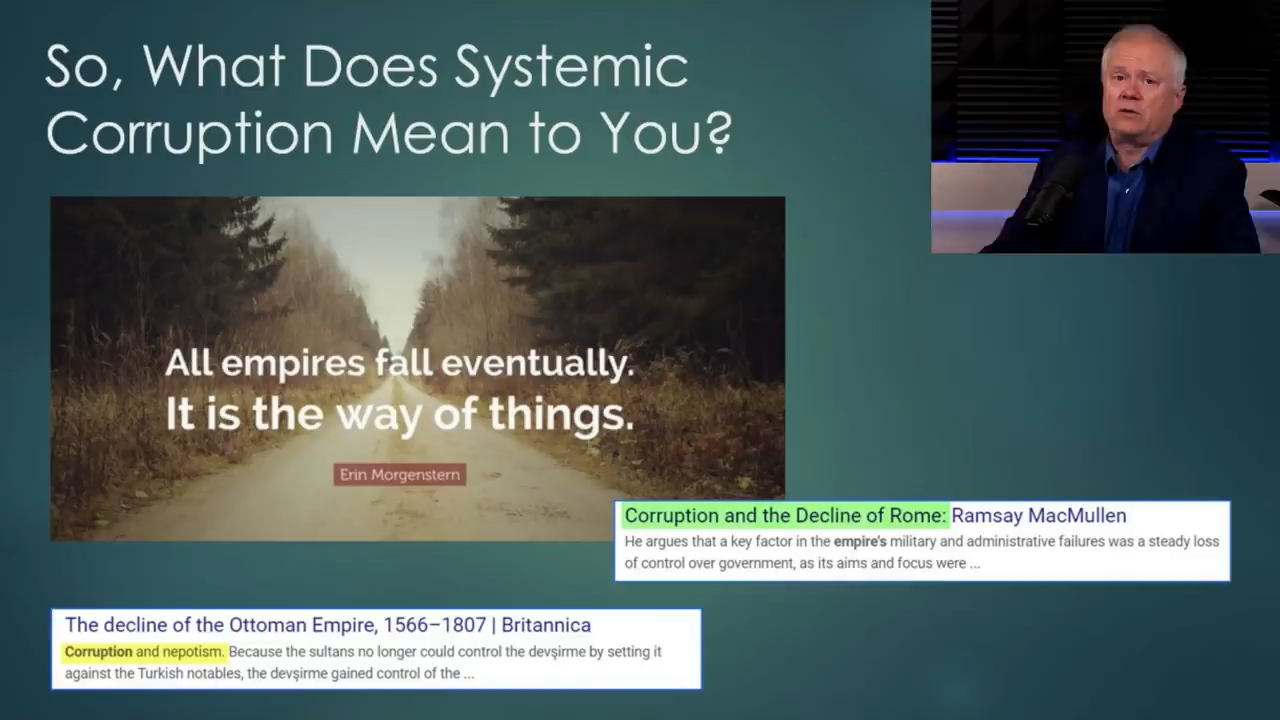 So, What Does Systemic
Corruption Mean to You?
All empires fall eventually.
It is the way of things.
Erin Morgenstern
Corruption and the Decline of Rome: Ramsay MacMullen
He argues that a key factor in the empire's military and administrative failures was a steady loss
of control over government, as its aims and focus were ...
The decline of the Ottoman Empire, 1566–1807 | Britannica
Corruption and nepotism. Because the sultans no longer could control the devşirme by setting it
against the Turkish notables, the devşirme gained control of the ...